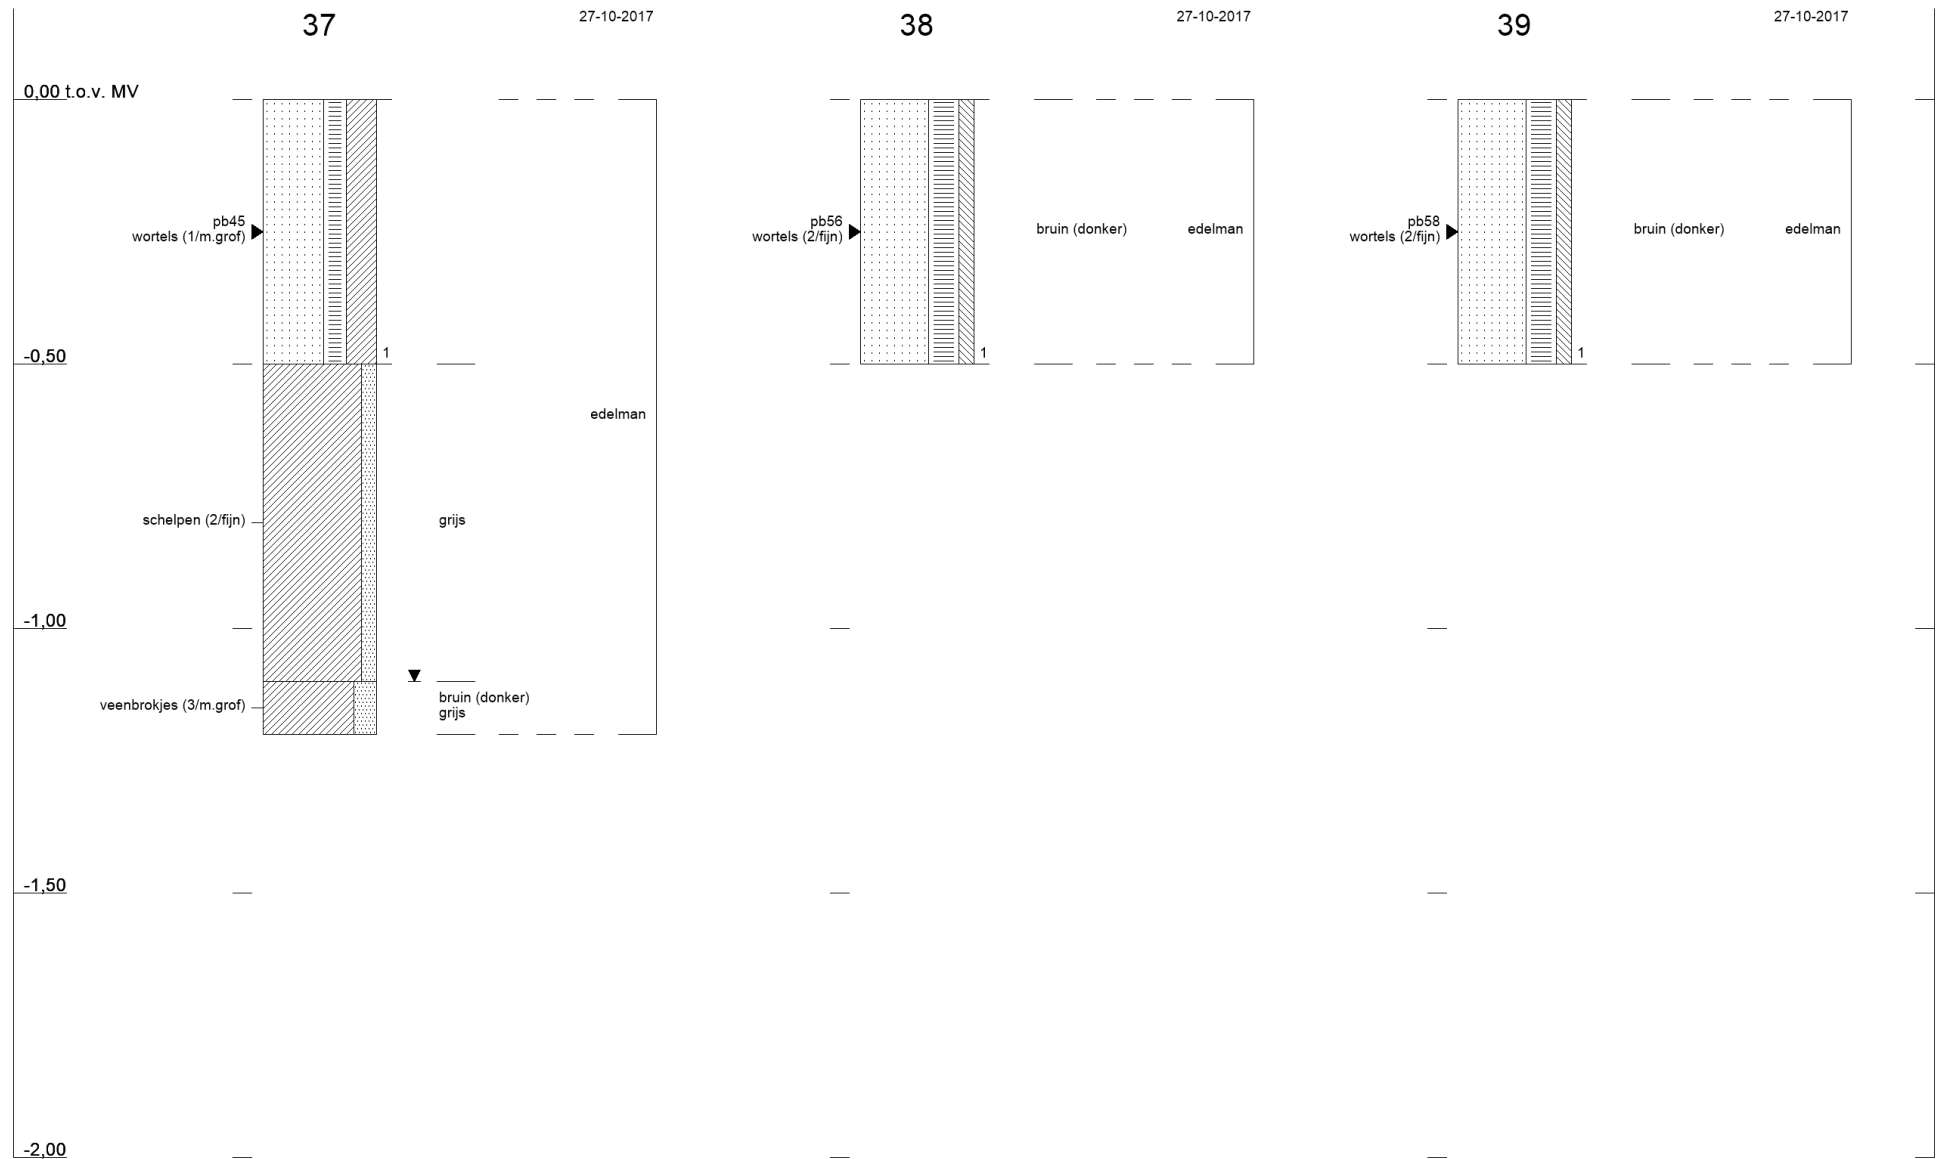 37
27-10-2017
38
27-10-2017
39
27-10-2017
0,00 t.o.v. MV
pb45
wortels (1/m.grof)
pb56
wortels (2/fijn)
bruin (donker)
edelman
pb58
wortels (2/fijn)
bruin (donker)
edelman
1
1
1
-0,50
edelman
schelpen (2/fijn)
grijs
-1,00
veenbrokjes (3/m.grof)
bruin (donker)
grijs
-1,50
-2,00